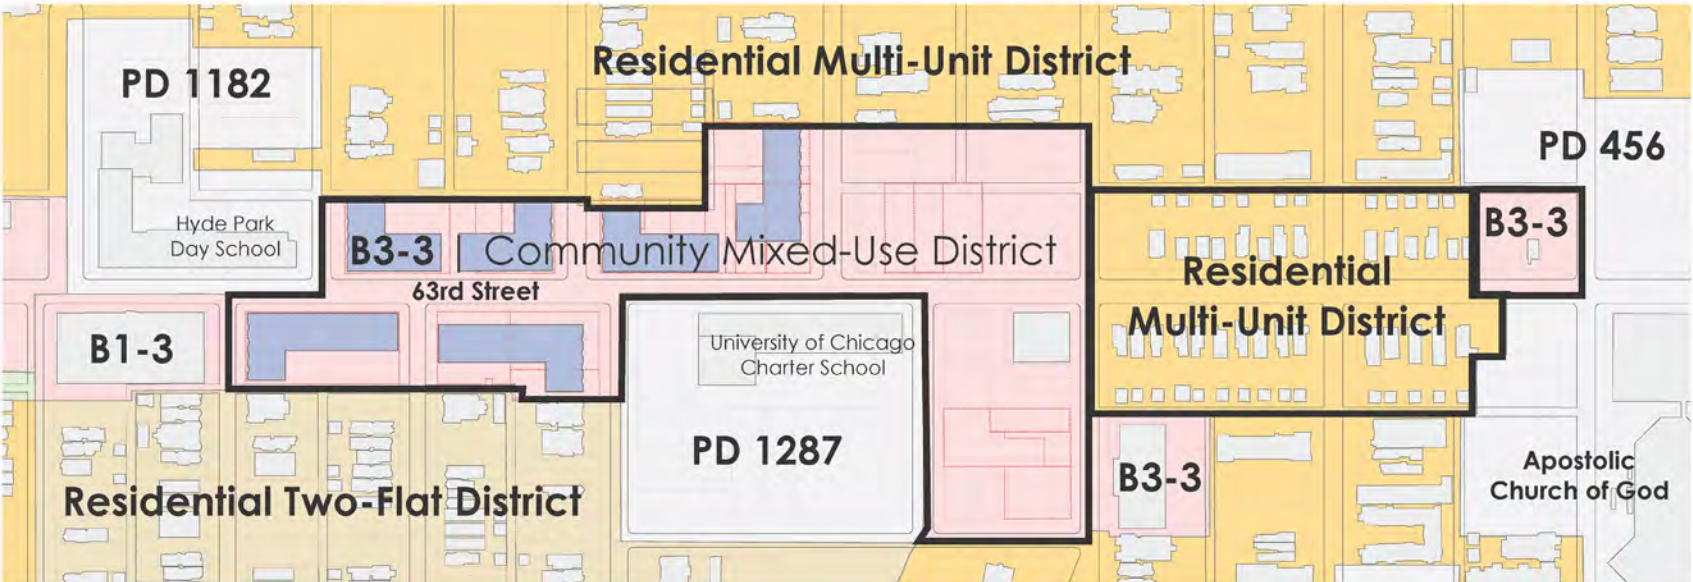 Residential Multi-Unit District
PD 1182
PD 456
Hyde Park
Day School
B3-3 | Community Mixed-Use District
B3-3
63rd Street
Residential
Multi-Unit District
B1-3
University of Chicago
Charter School
PD 1287
B3-3
Apostolic
Church of God
Residential Two-Flat District